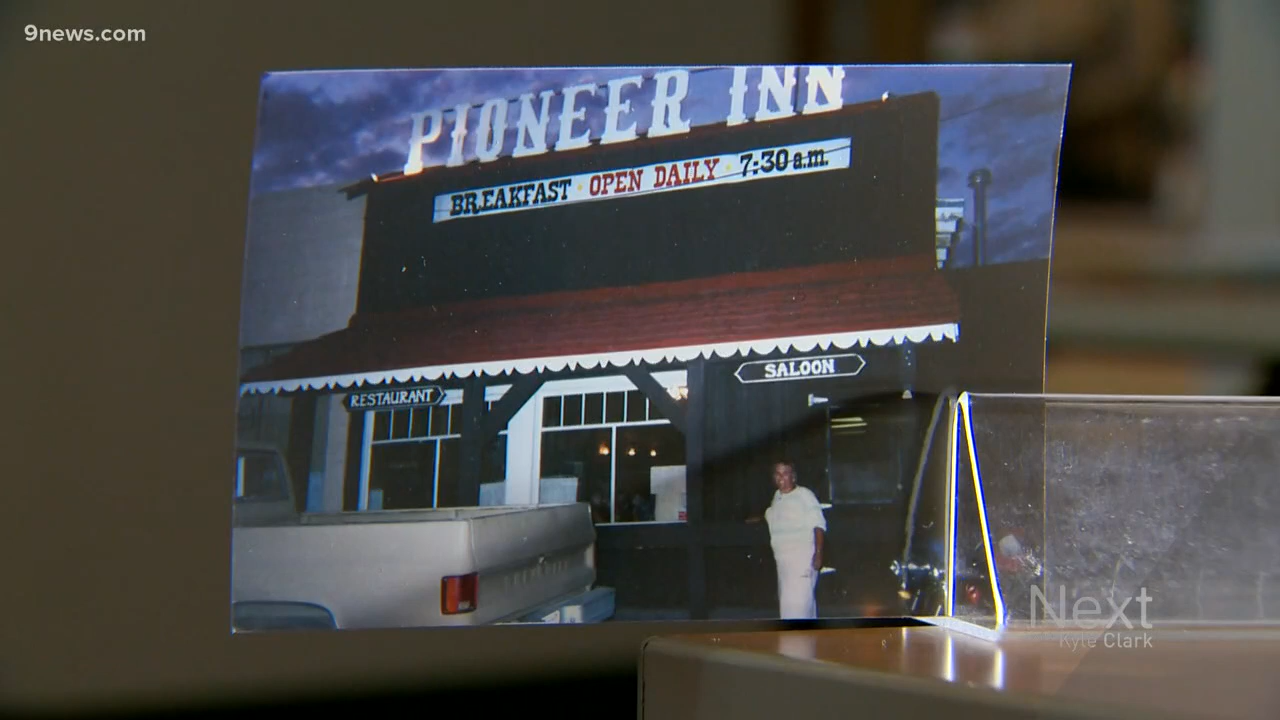 9news.com
PIONEER INN
BREAKFAST · OPEN DAILY · 7:30 a.m.
SALOON
RESTAURANT
Next
Kyle Clark